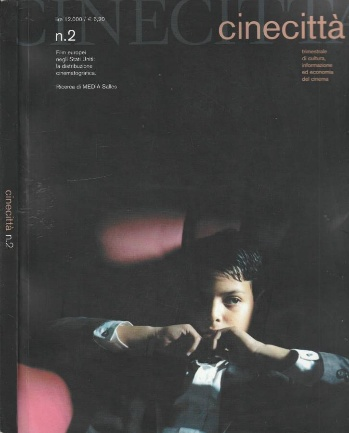 CINECITTÀ
lire 12.000 / € 6,20
cinecittà
n.2
trimestrale
di cultura,
informazione
ed economia
del cinema
Film europei
negli Stati Uniti:
la distribuzione
cinematografica.
Ricerca di MEDIA Salles
cinecittà n.2